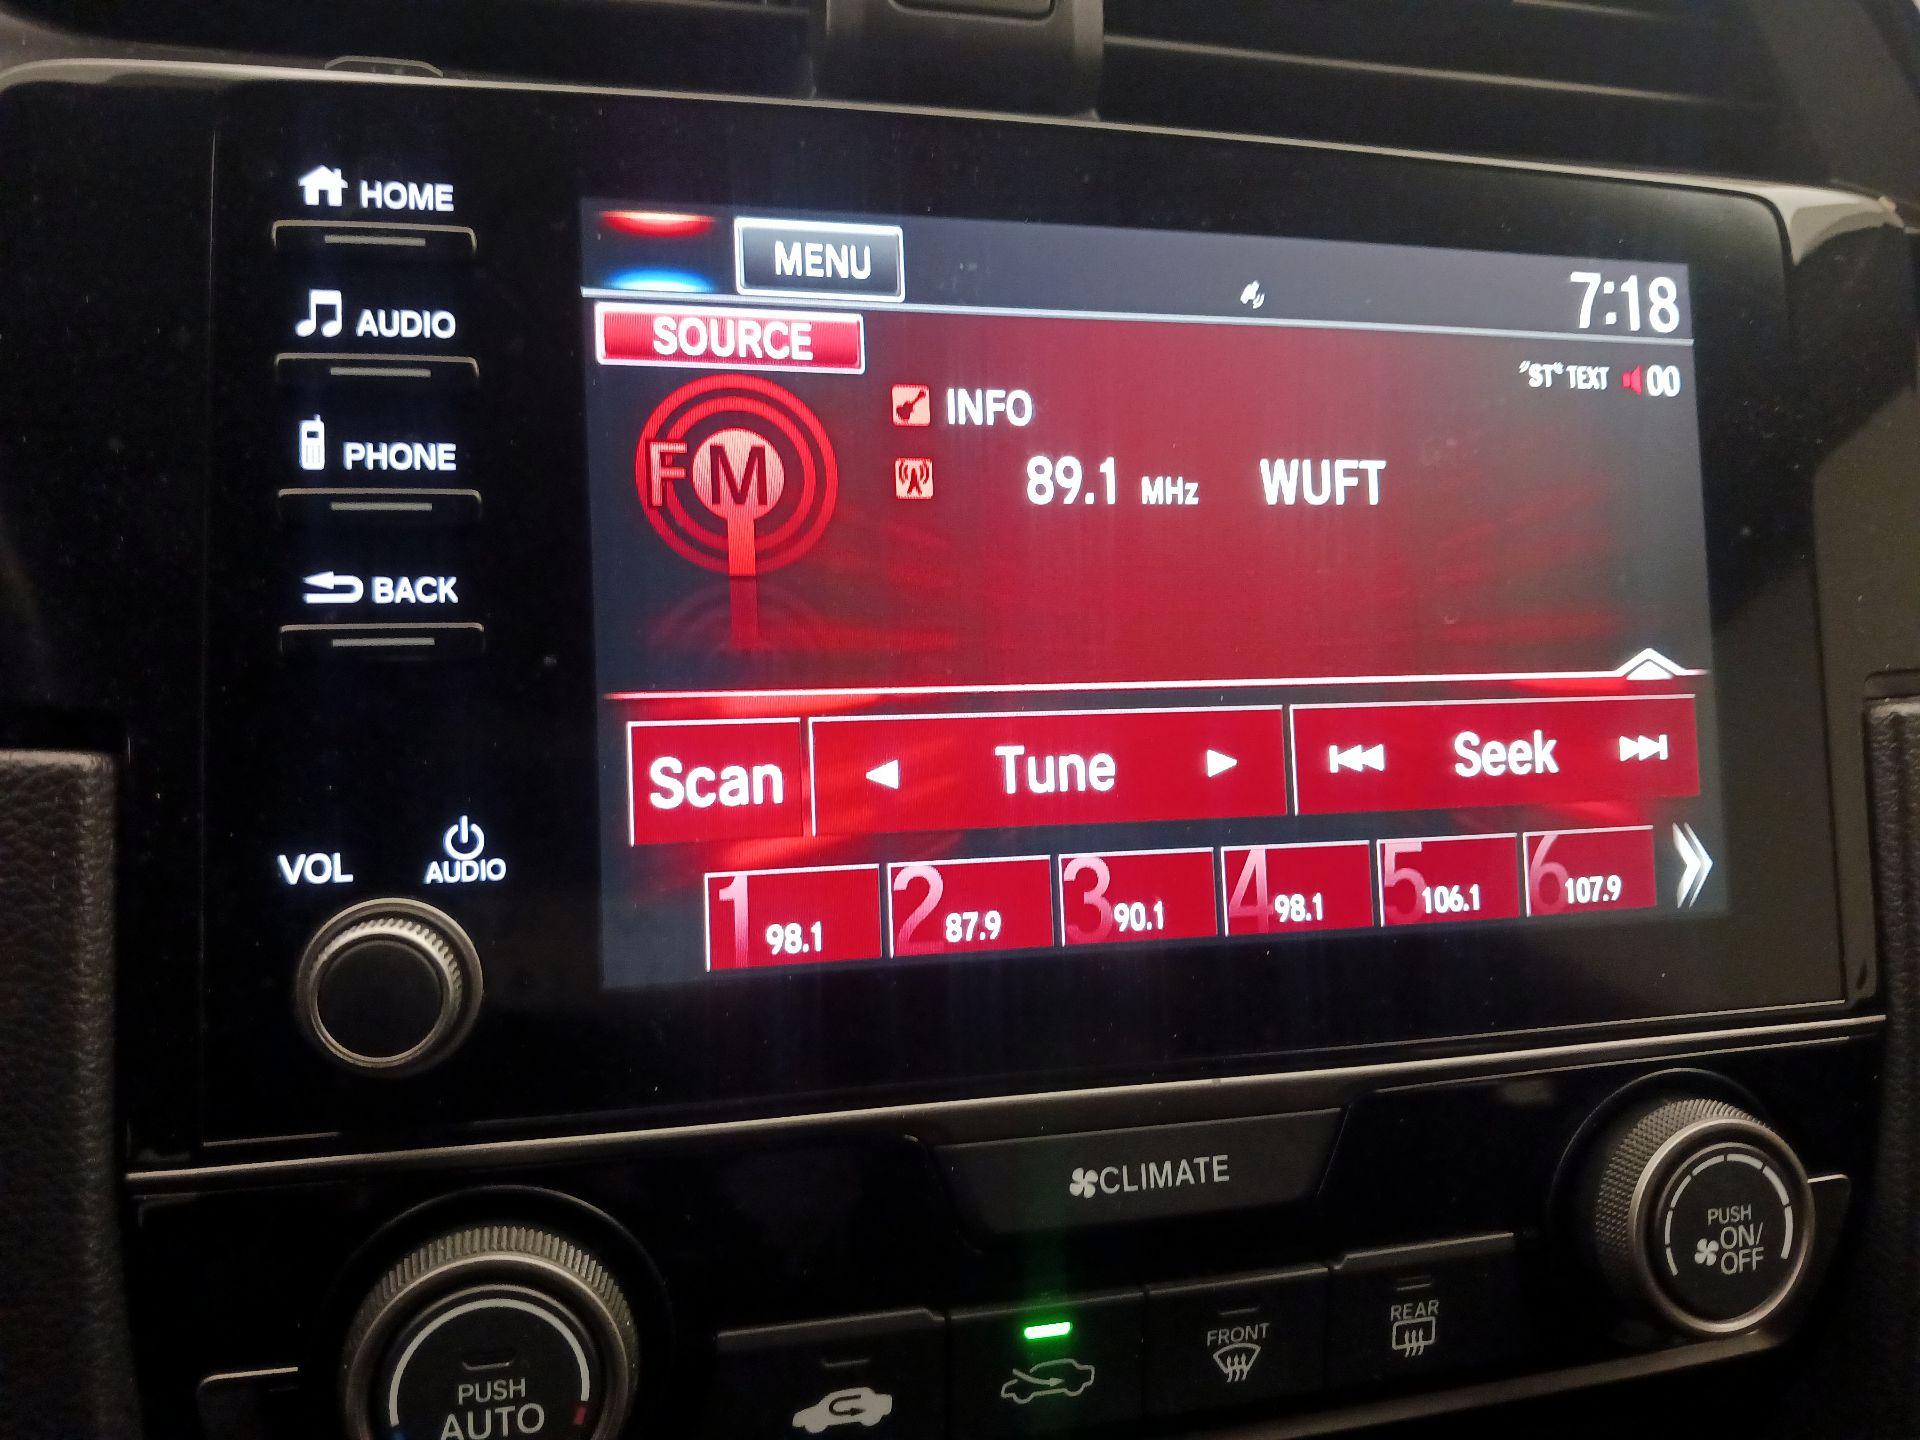 HOME
AUDIO
PHONE
BACK
VOL
AUDIO
MENU
7:18
SOURCE
"ST" TEXT 00
FM
INFO
89.1 MHz WUFT
Scan
Tune
Seek
1 98.1
2 87.9
3 90.1
4 98.1
5 106.1
6 107.9
CLIMATE
PUSH
ON/
OFF
FRONT
REAR
PUSH
AUTO